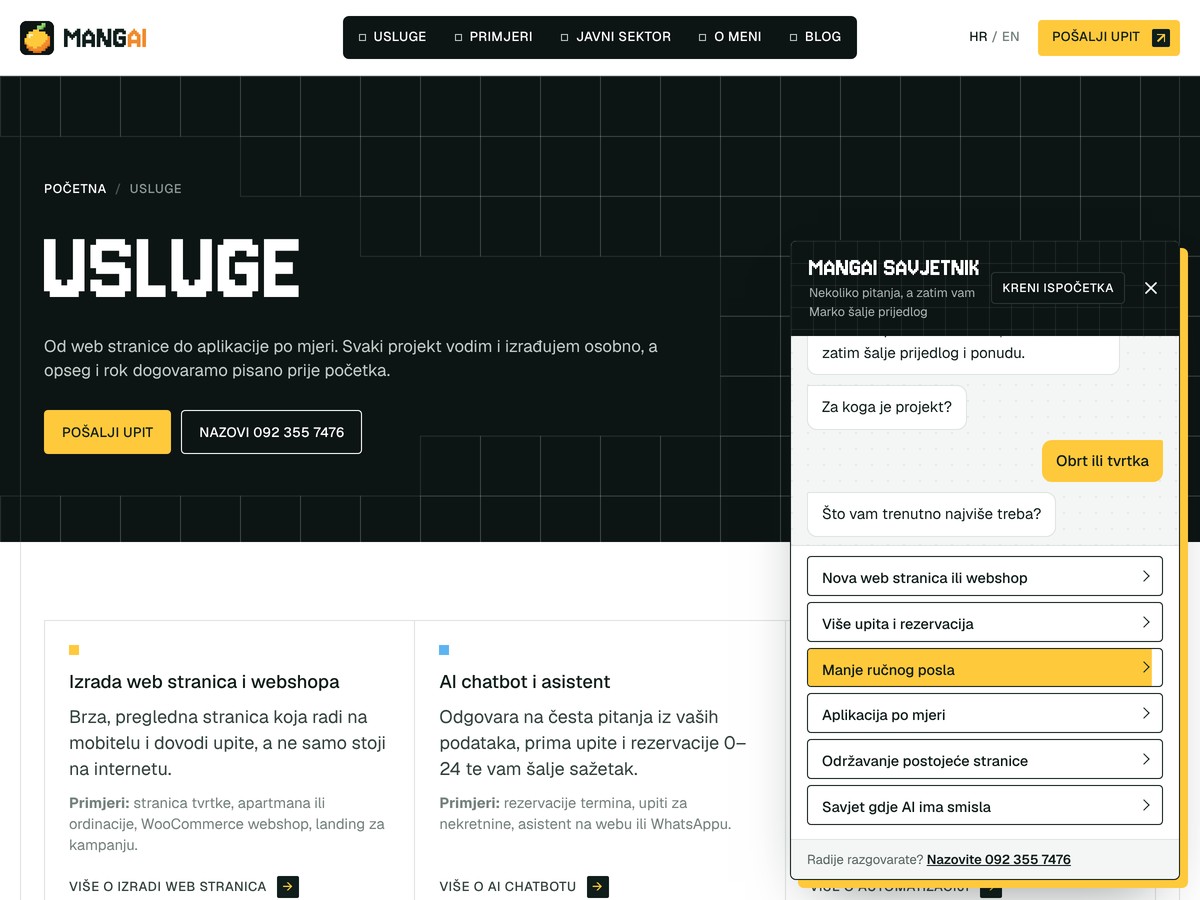 MANGAI
USLUGE
PRIMJERI
JAVNI SEKTOR
O MENI
BLOG
HR / EN
POŠALJI UPIT
POČETNA / USLUGE
USLUGE
Od web stranice do aplikacije po mjeri. Svaki projekt vodim i izrađujem osobno, a
opseg i rok dogovaramo pisano prije početka.
POŠALJI UPIT
NAZOVI 092 355 7476
Izrada web stranica i webshopa
Brza, pregledna stranica koja radi na
mobitelu i dovodi upite, a ne samo stoji
na internetu.
Primjeri: stranica tvrtke, apartmana ili
ordinacije, WooCommerce webshop, landing za
kampanju.
VIŠE O IZRADI WEB STRANICA
AI chatbot i asistent
Odgovara na česta pitanja iz vaših
podataka, prima upite i rezervacije 0–
24 te vam šalje sažetak.
Primjeri: rezervacije termina, upiti za
nekretnine, asistent na webu ili WhatsAppu.
VIŠE O AI CHATBOTU
MANGAI SAVJETNIK
Nekoliko pitanja, a zatim vam
Marko šalje prijedlog
KRENI ISPOČETKA
zatim šalje prijedlog i ponudu.
Za koga je projekt?
Obrt ili tvrtka
Što vam trenutno najviše treba?
Nova web stranica ili webshop
Više upita i rezervacija
Manje ručnog posla
Aplikacija po mjeri
Održavanje postojeće stranice
Savjet gdje AI ima smisla
Radije razgovarate? Nazovite 092 355 7476
VIŠE O AUTOMATIZACIJI